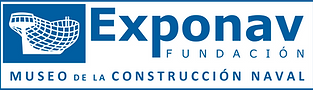 Exponav
FUNDACIÓN
MUSEO DE LA CONSTRUCCIÓN NAVAL